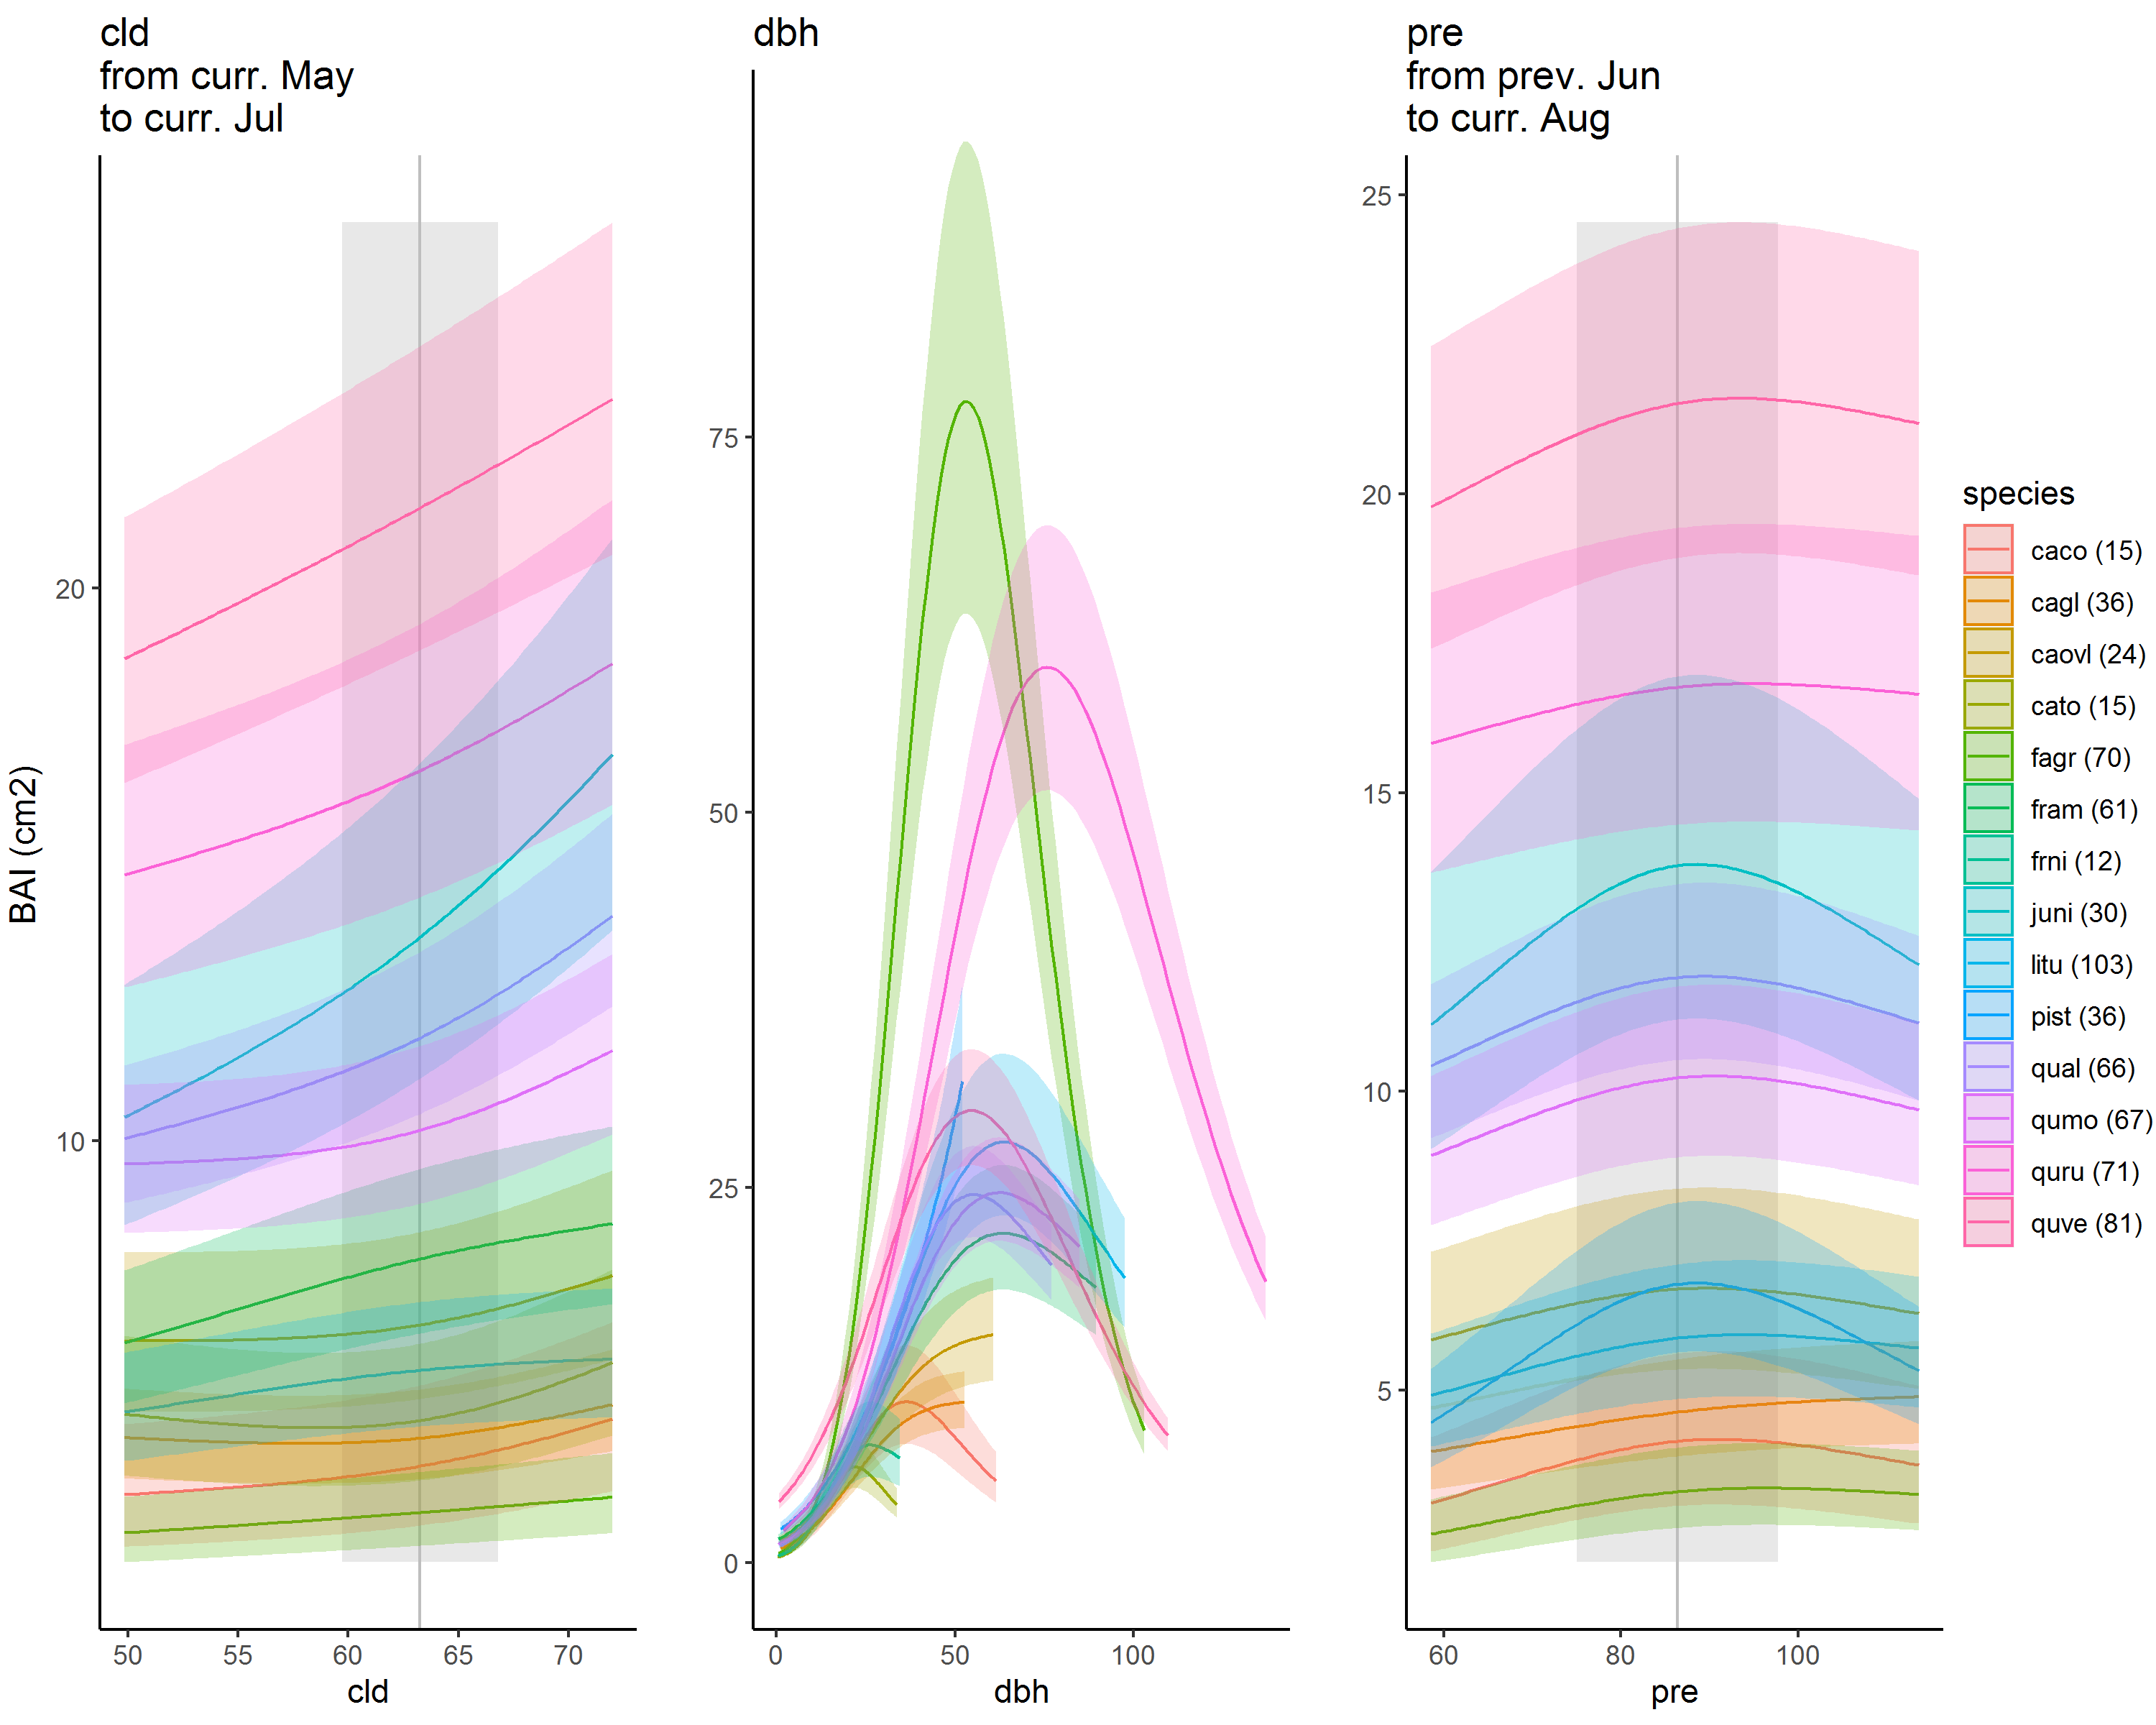 cld
from curr. May
to curr. Jul
dbh
pre
from prev. Jun
to curr. Aug
BAI (cm2)
20
10
50 55 60 65 70
cld
75
50
25
0
0 50 100
dbh
25
20
15
10
5
60 80 100
pre
species
caco (15)
cagl (36)
caovl (24)
cato (15)
fagr (70)
fram (61)
frni (12)
juni (30)
litu (103)
pist (36)
qual (66)
qumo (67)
quru (71)
quve (81)